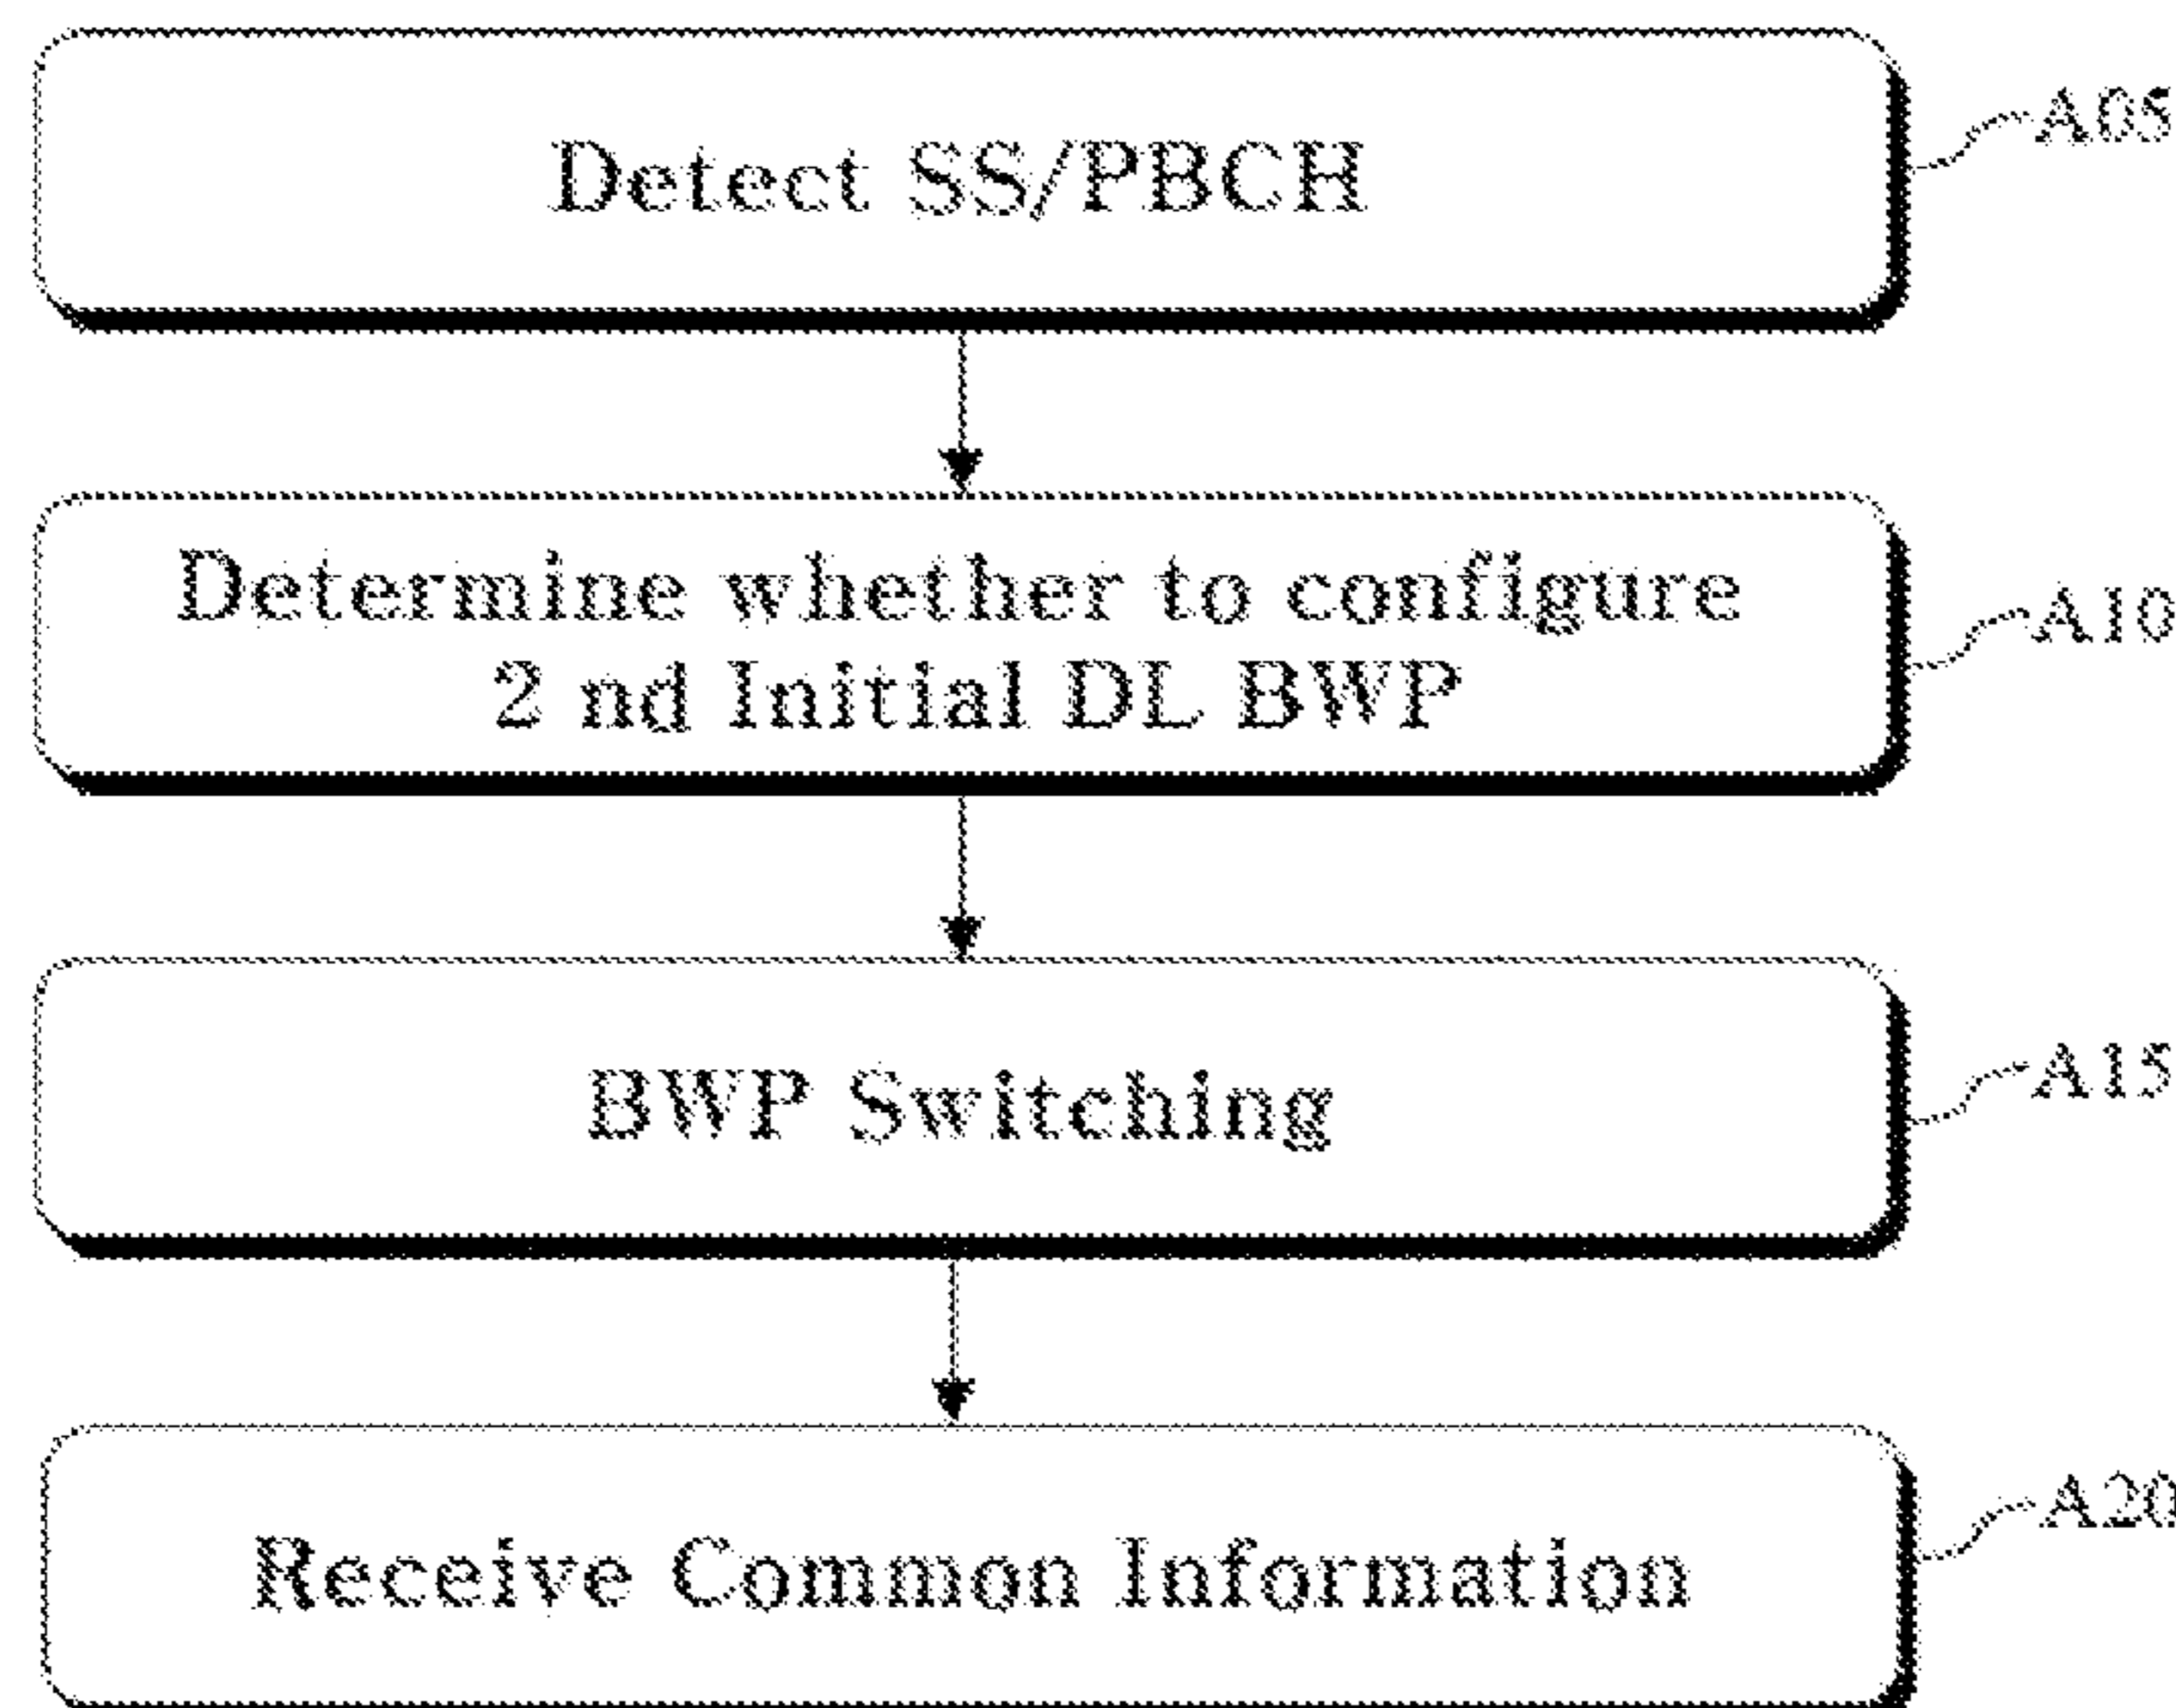 Detect SS/PBCH
A05
Determine whether to configure
2 nd Initial DL BWP
A10
BWP Switching
A15
Receive Common Information
A20